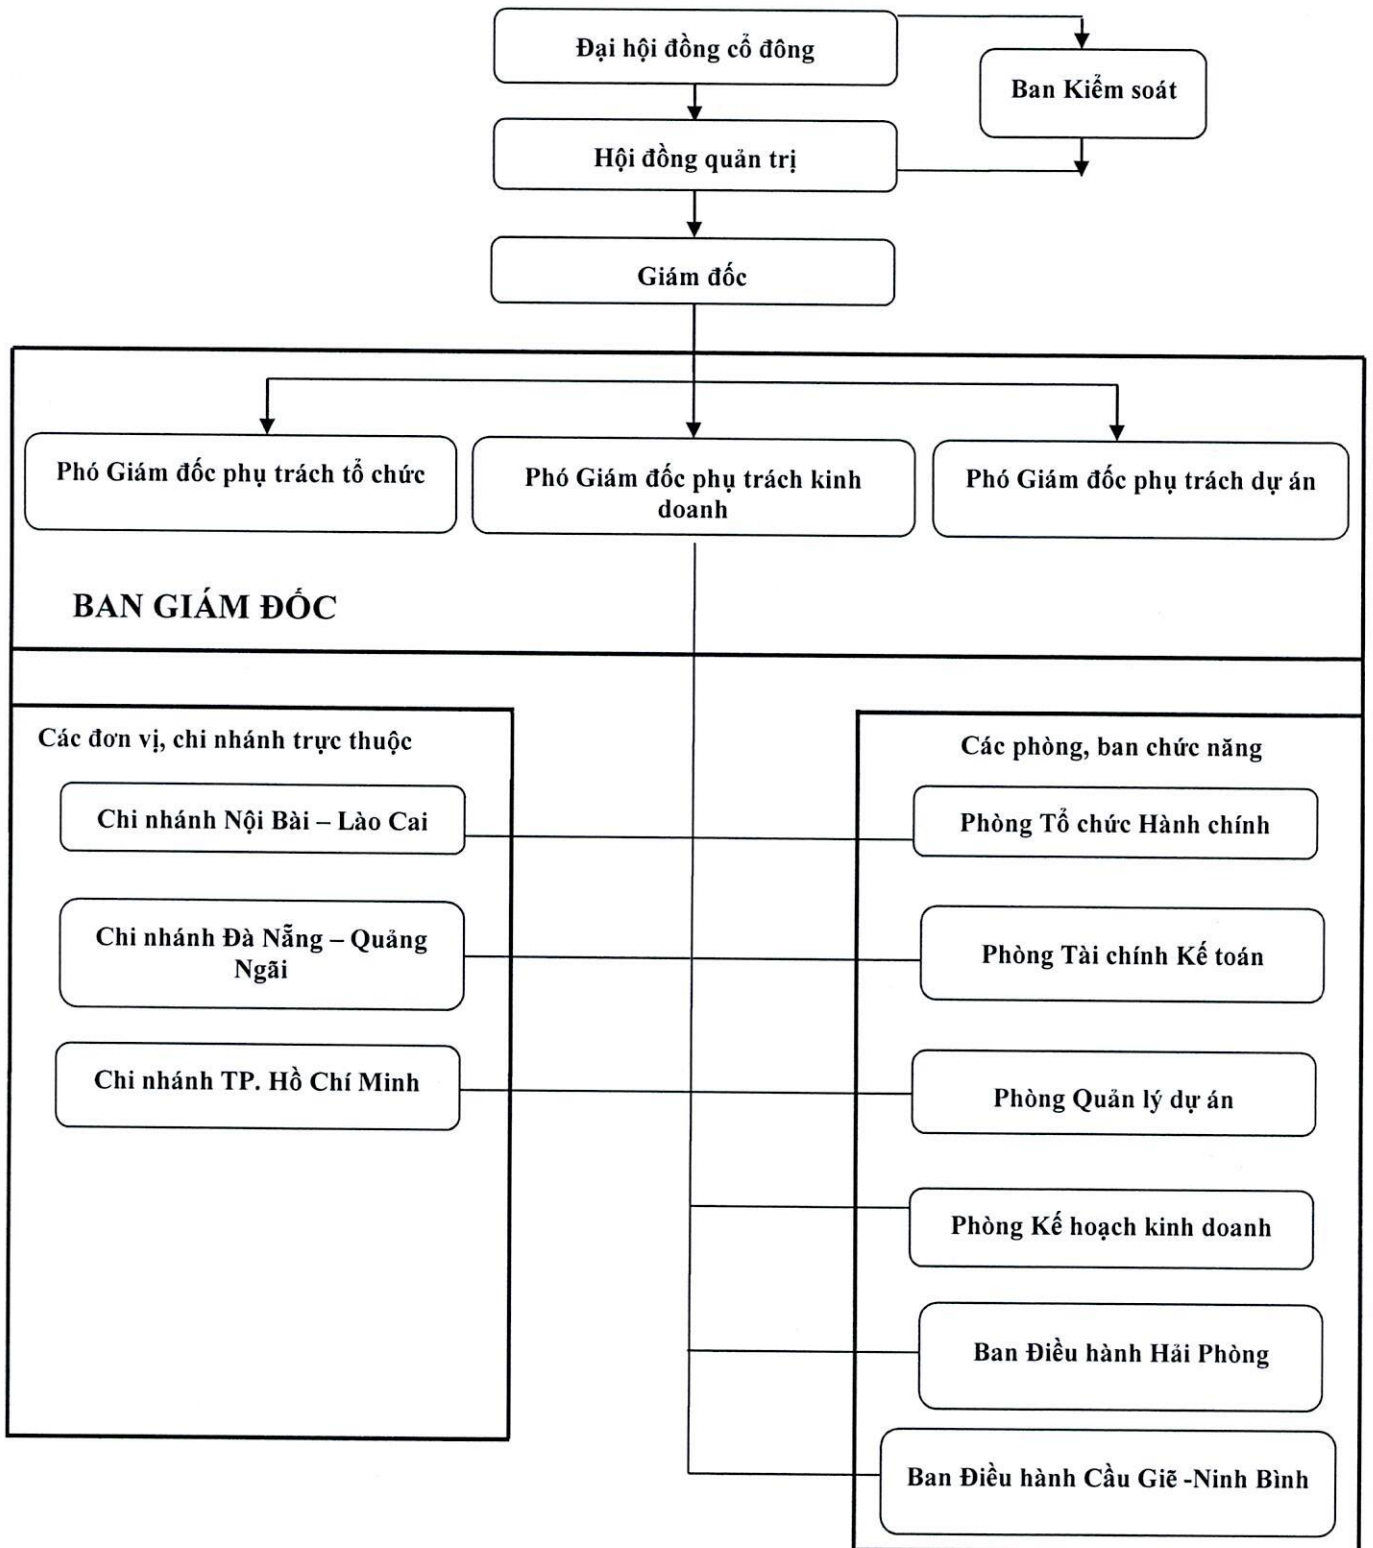 Đại hội đồng cổ đông
Ban Kiểm soát
Hội đồng quản trị
Giám đốc
Phó Giám đốc phụ trách tổ chức
Phó Giám đốc phụ trách kinh
doanh
Phó Giám đốc phụ trách dự án
BAN GIÁM ĐỐC
Các đơn vị, chi nhánh trực thuộc
Chi nhánh Nội Bài – Lào Cai
Chi nhánh Đà Nẵng – Quảng
Ngãi
Chi nhánh TP. Hồ Chí Minh
Các phòng, ban chức năng
Phòng Tổ chức Hành chính
Phòng Tài chính Kế toán
Phòng Quản lý dự án
Phòng Kế hoạch kinh doanh
Ban Điều hành Hải Phòng
Ban Điều hành Cầu Giẽ -Ninh Bình